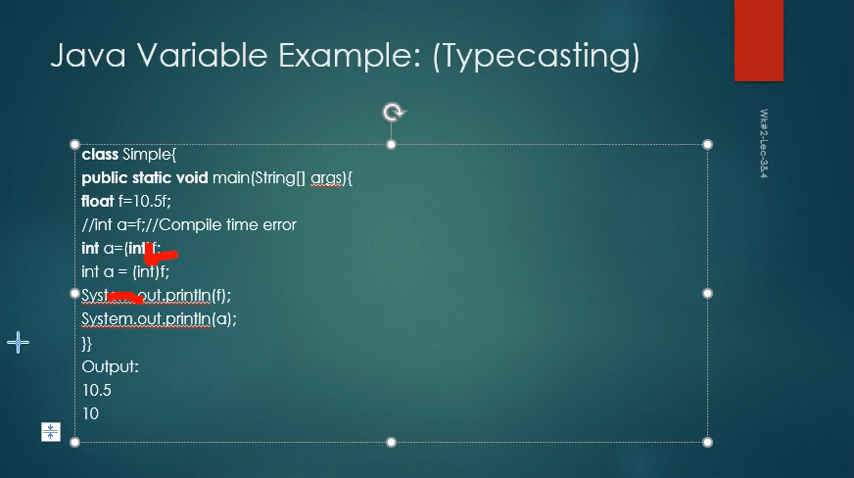 Java Variable Example: (Typecasting)
Wk#2-Lec-3&4
class Simple{
public static void main(String[] args){
float f=10.5f;
//int a=f;//Compile time error
int a=(int)f;
int a = (int)f;
System.out.println(f);
System.out.println(a);
}}
Output:
10.5
10